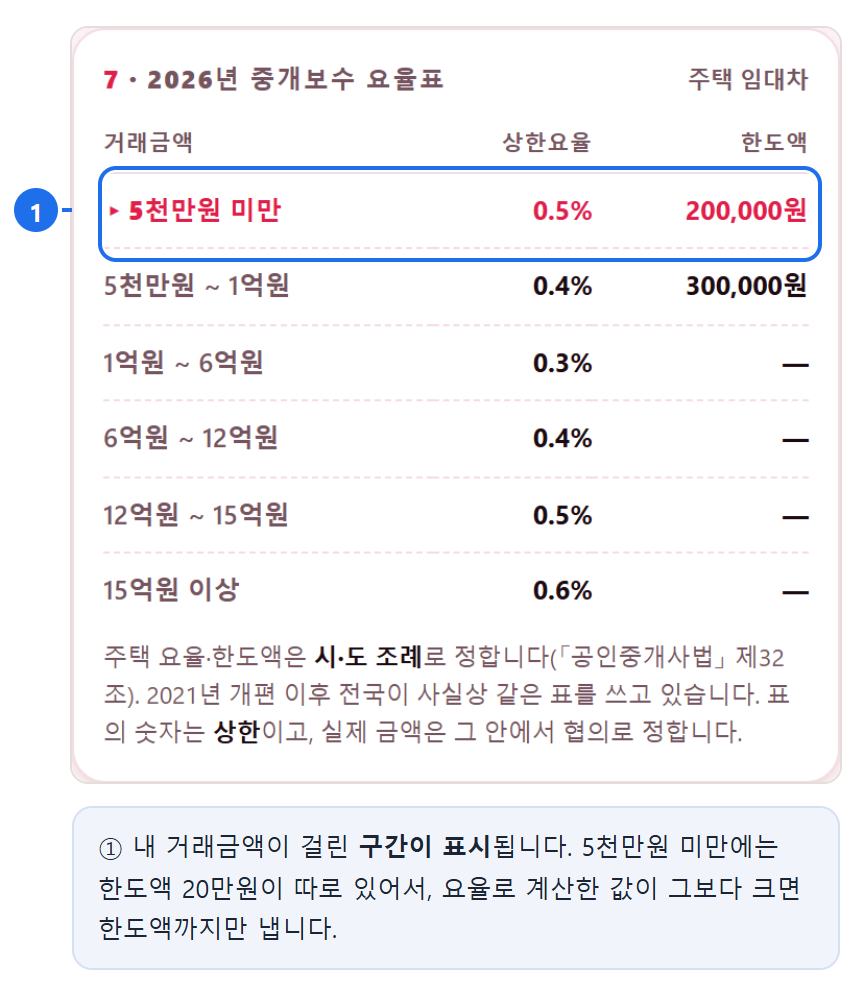 7 · 2026년 중개보수 요율표 주택 임대차
거래금액 상한요율 한도액
1
▸ 5천만원 미만 0.5% 200,000원
5천만원 ~ 1억원 0.4% 300,000원
1억원 ~ 6억원 0.3% —
6억원 ~ 12억원 0.4% —
12억원 ~ 15억원 0.5% —
15억원 이상 0.6% —
주택 요율·한도액은 시·도 조례로 정합니다(「공인중개사법」 제32
조). 2021년 개편 이후 전국이 사실상 같은 표를 쓰고 있습니다. 표
의 숫자는 상한이고, 실제 금액은 그 안에서 협의로 정합니다.
① 내 거래금액이 걸린 구간이 표시됩니다. 5천만원 미만에는
한도액 20만원이 따로 있어서, 요율로 계산한 값이 그보다 크면
한도액까지만 냅니다.